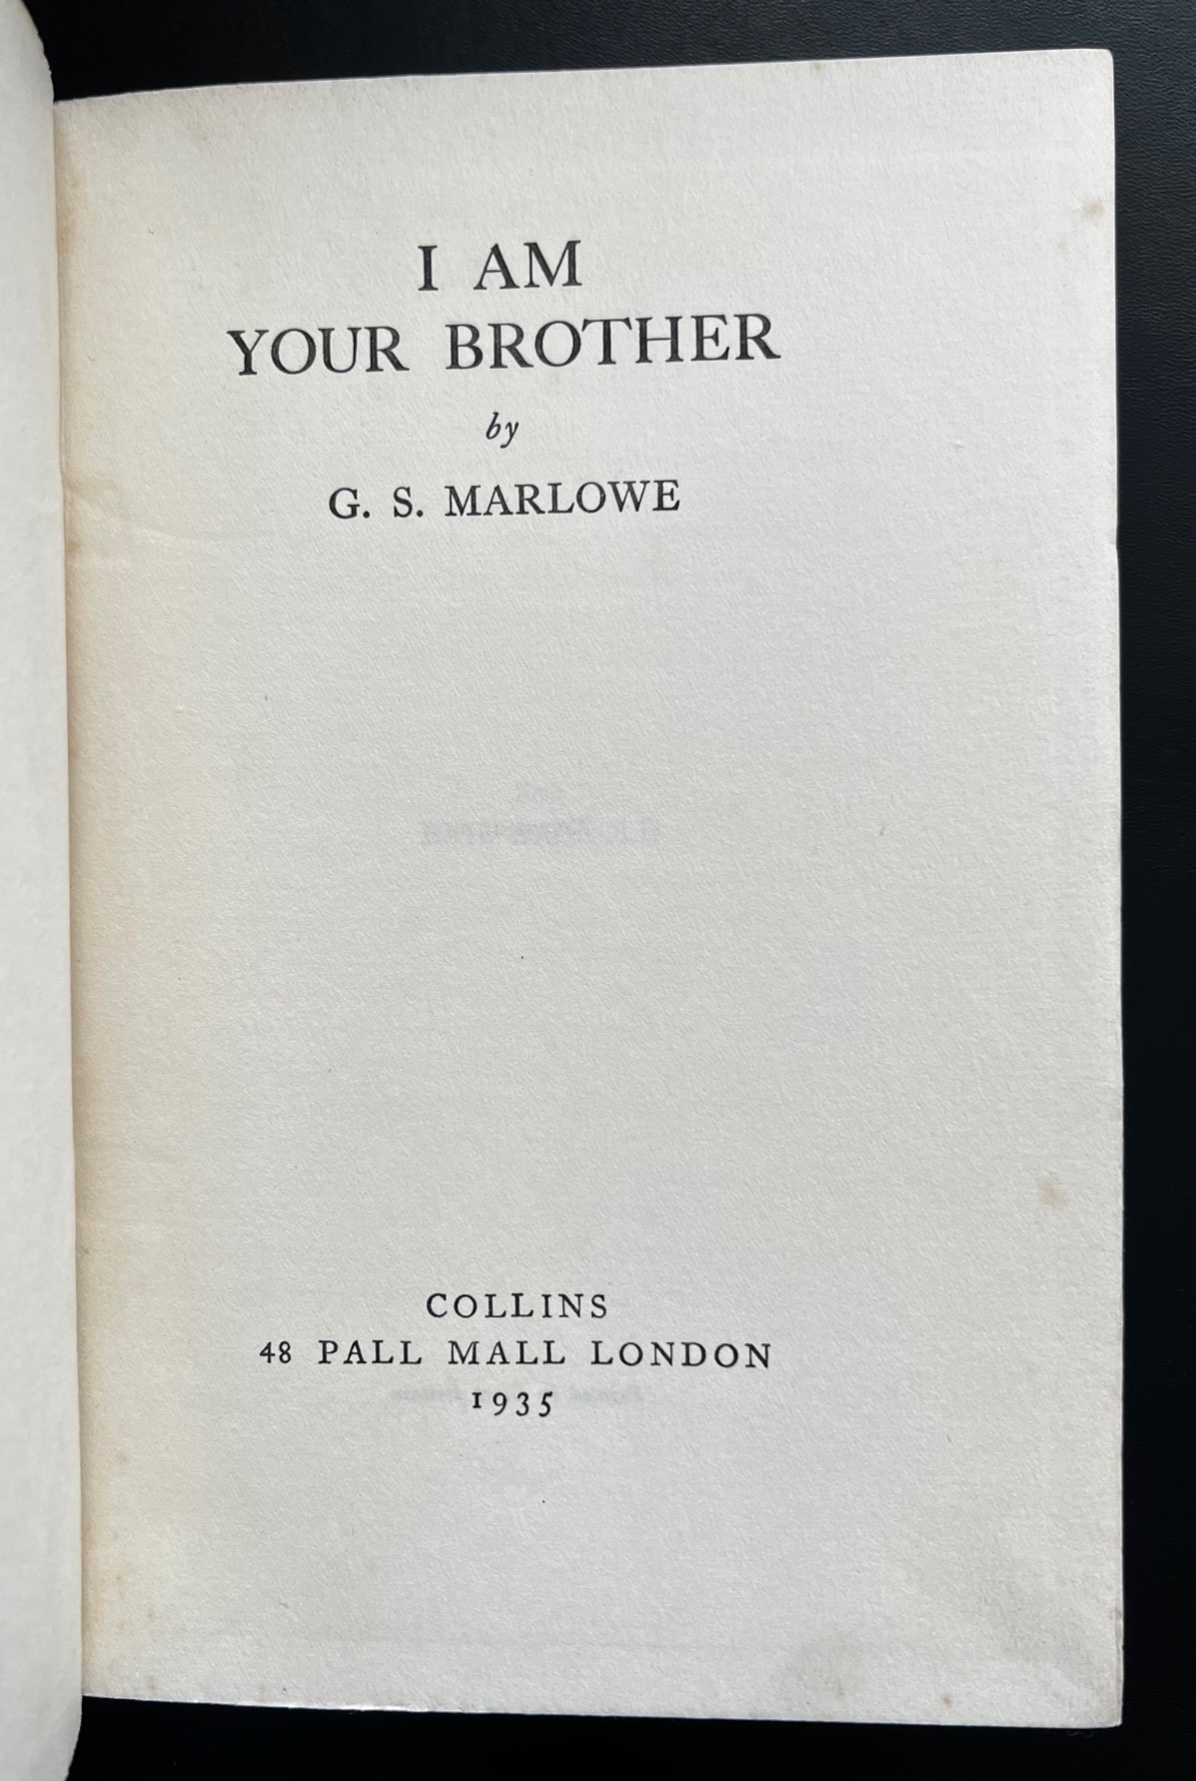 I AM
YOUR BROTHER
by
G. S. MARLOWE
COLLINS
48 PALL MALL LONDON
1935